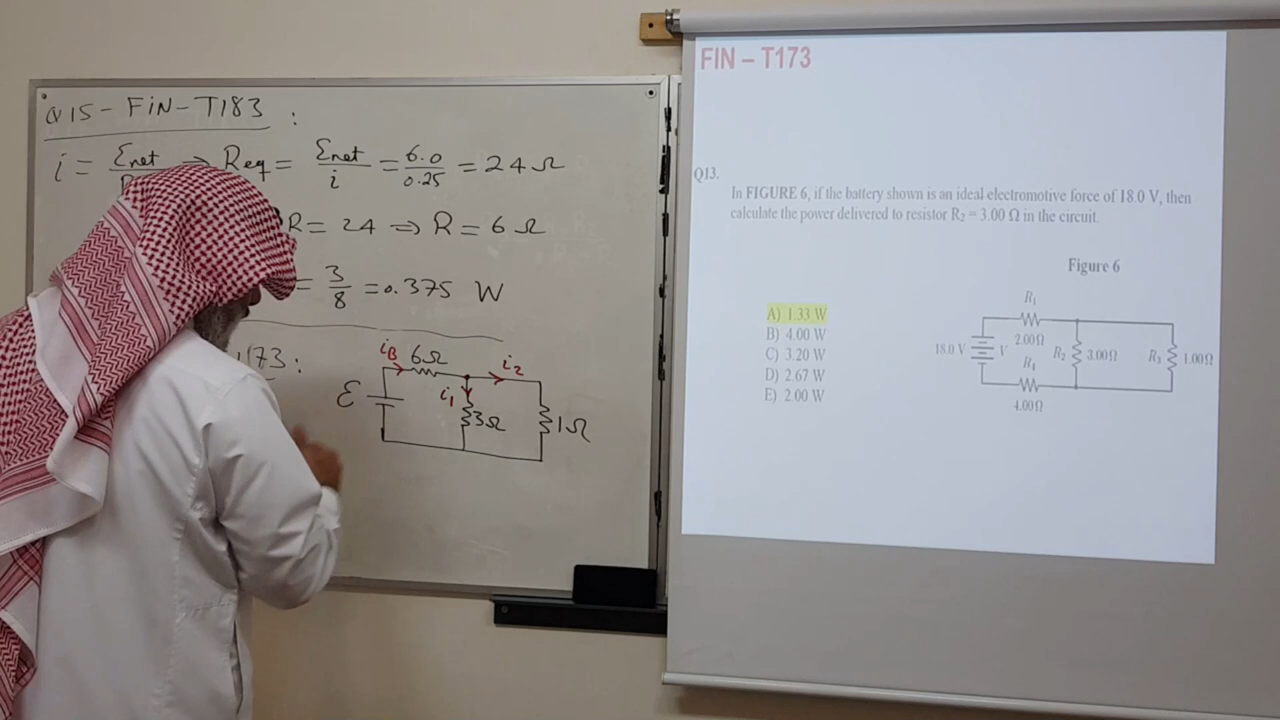 Q15 - FiN - T183 :
i = Ɛnet ⇒ Req = Ɛnet/i = 6.0/0.25 = 24 Ω
R = 24 ⇒ R = 6 Ω
= 3/8 = 0.375 W
173 :
iB 6Ω i2
Ɛ i1 3Ω 1Ω
FIN – T173
Q13.
In FIGURE 6, if the battery shown is an ideal electromotive force of 18.0 V, then
calculate the power delivered to resistor R2 = 3.00 Ω in the circuit.
Figure 6
A) 1.33 W
B) 4.00 W
C) 3.20 W
D) 2.67 W
E) 2.00 W
R1
2.00Ω
18.0 V V R2 3.00Ω R3 1.00Ω
R4
4.00Ω